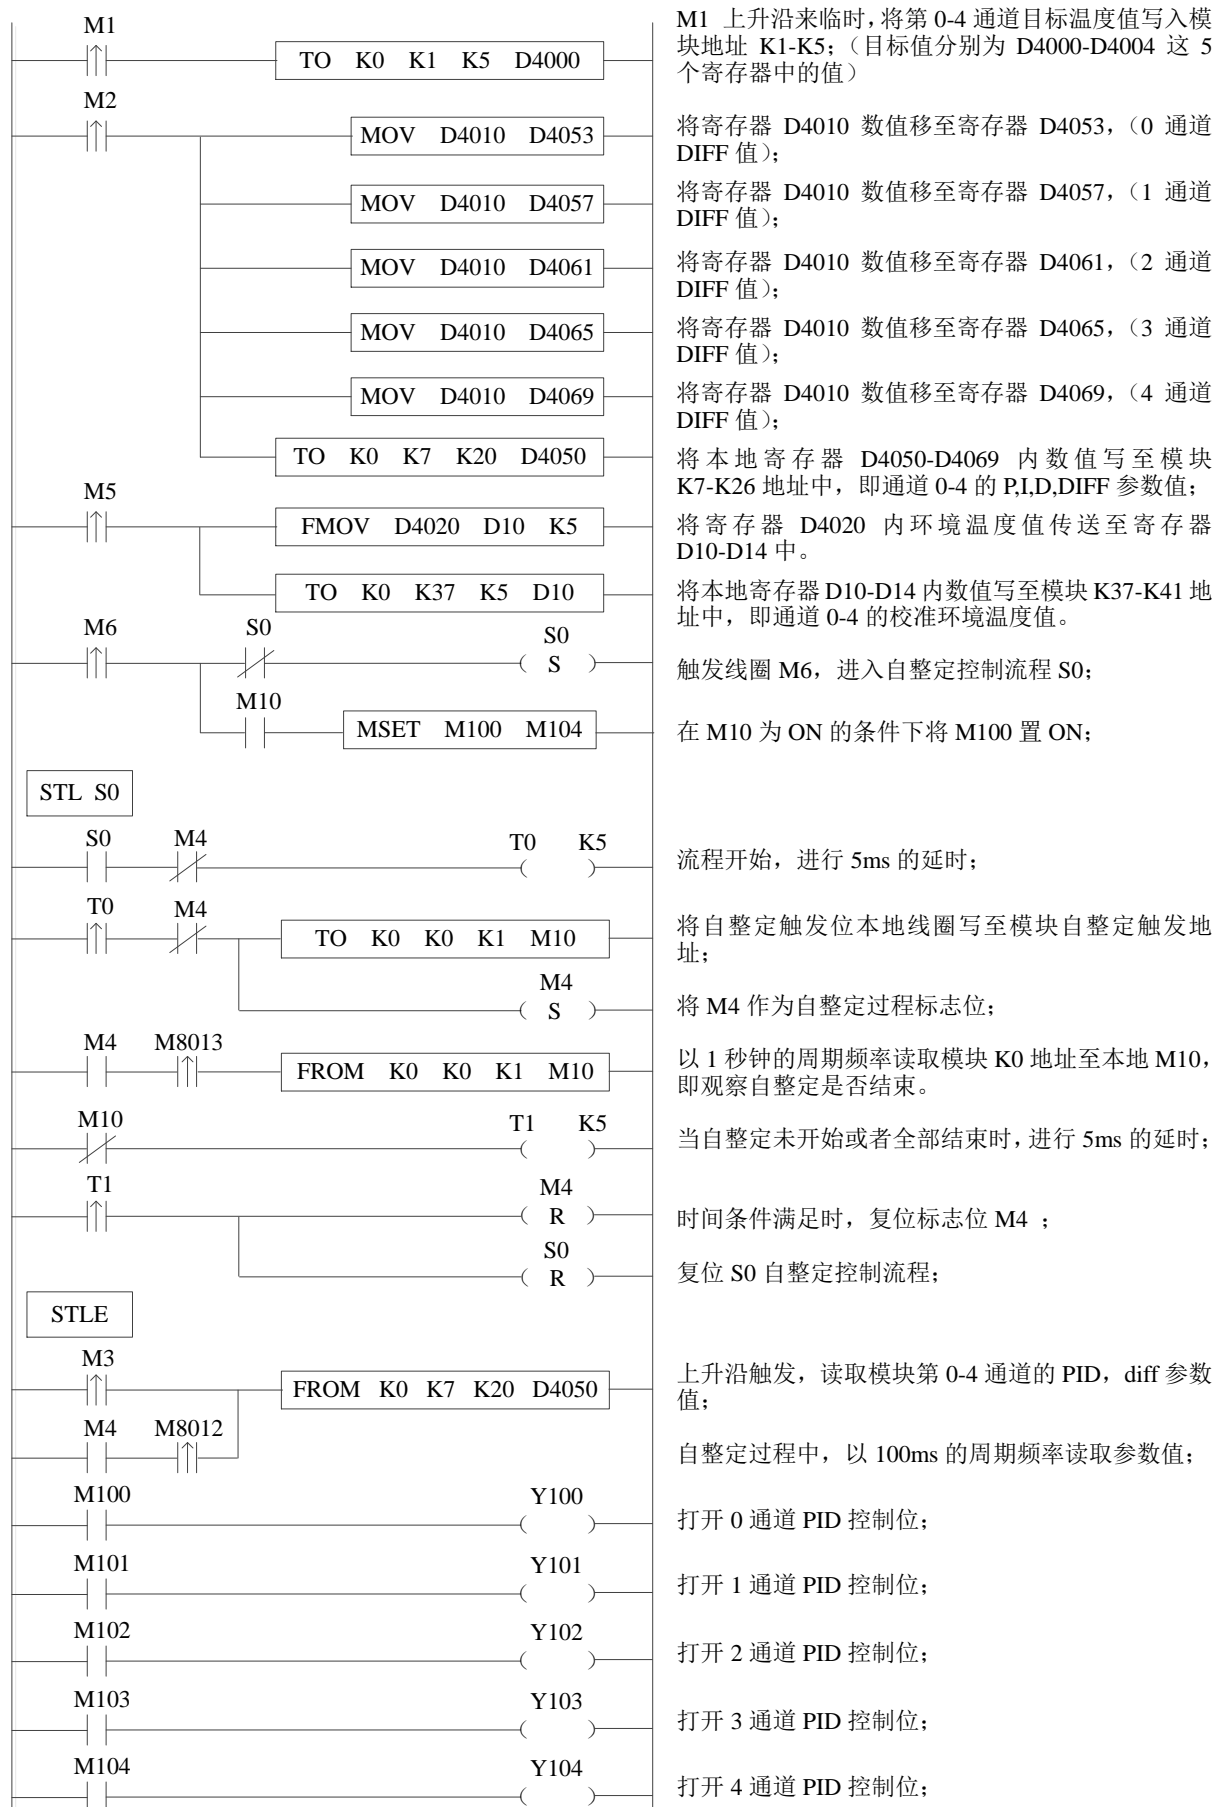 M1
TO K0 K1 K5 D4000
M1 上升沿来临时，将第 0-4 通道目标温度值写入模
块地址 K1-K5；（目标值分别为 D4000-D4004 这 5
个寄存器中的值）
M2
MOV D4010 D4053
将寄存器 D4010 数值移至寄存器 D4053，（0 通道
DIFF 值）；
MOV D4010 D4057
将寄存器 D4010 数值移至寄存器 D4057，（1 通道
DIFF 值）；
MOV D4010 D4061
将寄存器 D4010 数值移至寄存器 D4061，（2 通道
DIFF 值）；
MOV D4010 D4065
将寄存器 D4010 数值移至寄存器 D4065，（3 通道
DIFF 值）；
MOV D4010 D4069
将寄存器 D4010 数值移至寄存器 D4069，（4 通道
DIFF 值）；
TO K0 K7 K20 D4050
将本地寄存器 D4050-D4069 内数值写至模块
K7-K26 地址中，即通道 0-4 的 P,I,D,DIFF 参数值；
M5
FMOV D4020 D10 K5
将寄存器 D4020 内环境温度值传送至寄存器
D10-D14 中。
TO K0 K37 K5 D10
将本地寄存器 D10-D14 内数值写至模块 K37-K41 地
址中，即通道 0-4 的校准环境温度值。
M6 S0 S0
S
触发线圈 M6，进入自整定控制流程 S0；
M10
MSET M100 M104
在 M10 为 ON 的条件下将 M100 置 ON；
STL S0
S0 M4 T0 K5
流程开始，进行 5ms 的延时；
T0 M4
TO K0 K0 K1 M10
将自整定触发位本地线圈写至模块自整定触发地
址；
M4
S
将 M4 作为自整定过程标志位；
M4 M8013
FROM K0 K0 K1 M10
以 1 秒钟的周期频率读取模块 K0 地址至本地 M10，
即观察自整定是否结束。
M10 T1 K5
当自整定未开始或者全部结束时，进行 5ms 的延时；
T1 M4
R
时间条件满足时，复位标志位 M4 ；
S0
R
复位 S0 自整定控制流程；
STLE
M3
FROM K0 K7 K20 D4050
上升沿触发，读取模块第 0-4 通道的 PID，diff 参数
值；
M4 M8012
自整定过程中，以 100ms 的周期频率读取参数值；
M100 Y100
打开 0 通道 PID 控制位；
M101 Y101
打开 1 通道 PID 控制位；
M102 Y102
打开 2 通道 PID 控制位；
M103 Y103
打开 3 通道 PID 控制位；
M104 Y104
打开 4 通道 PID 控制位；